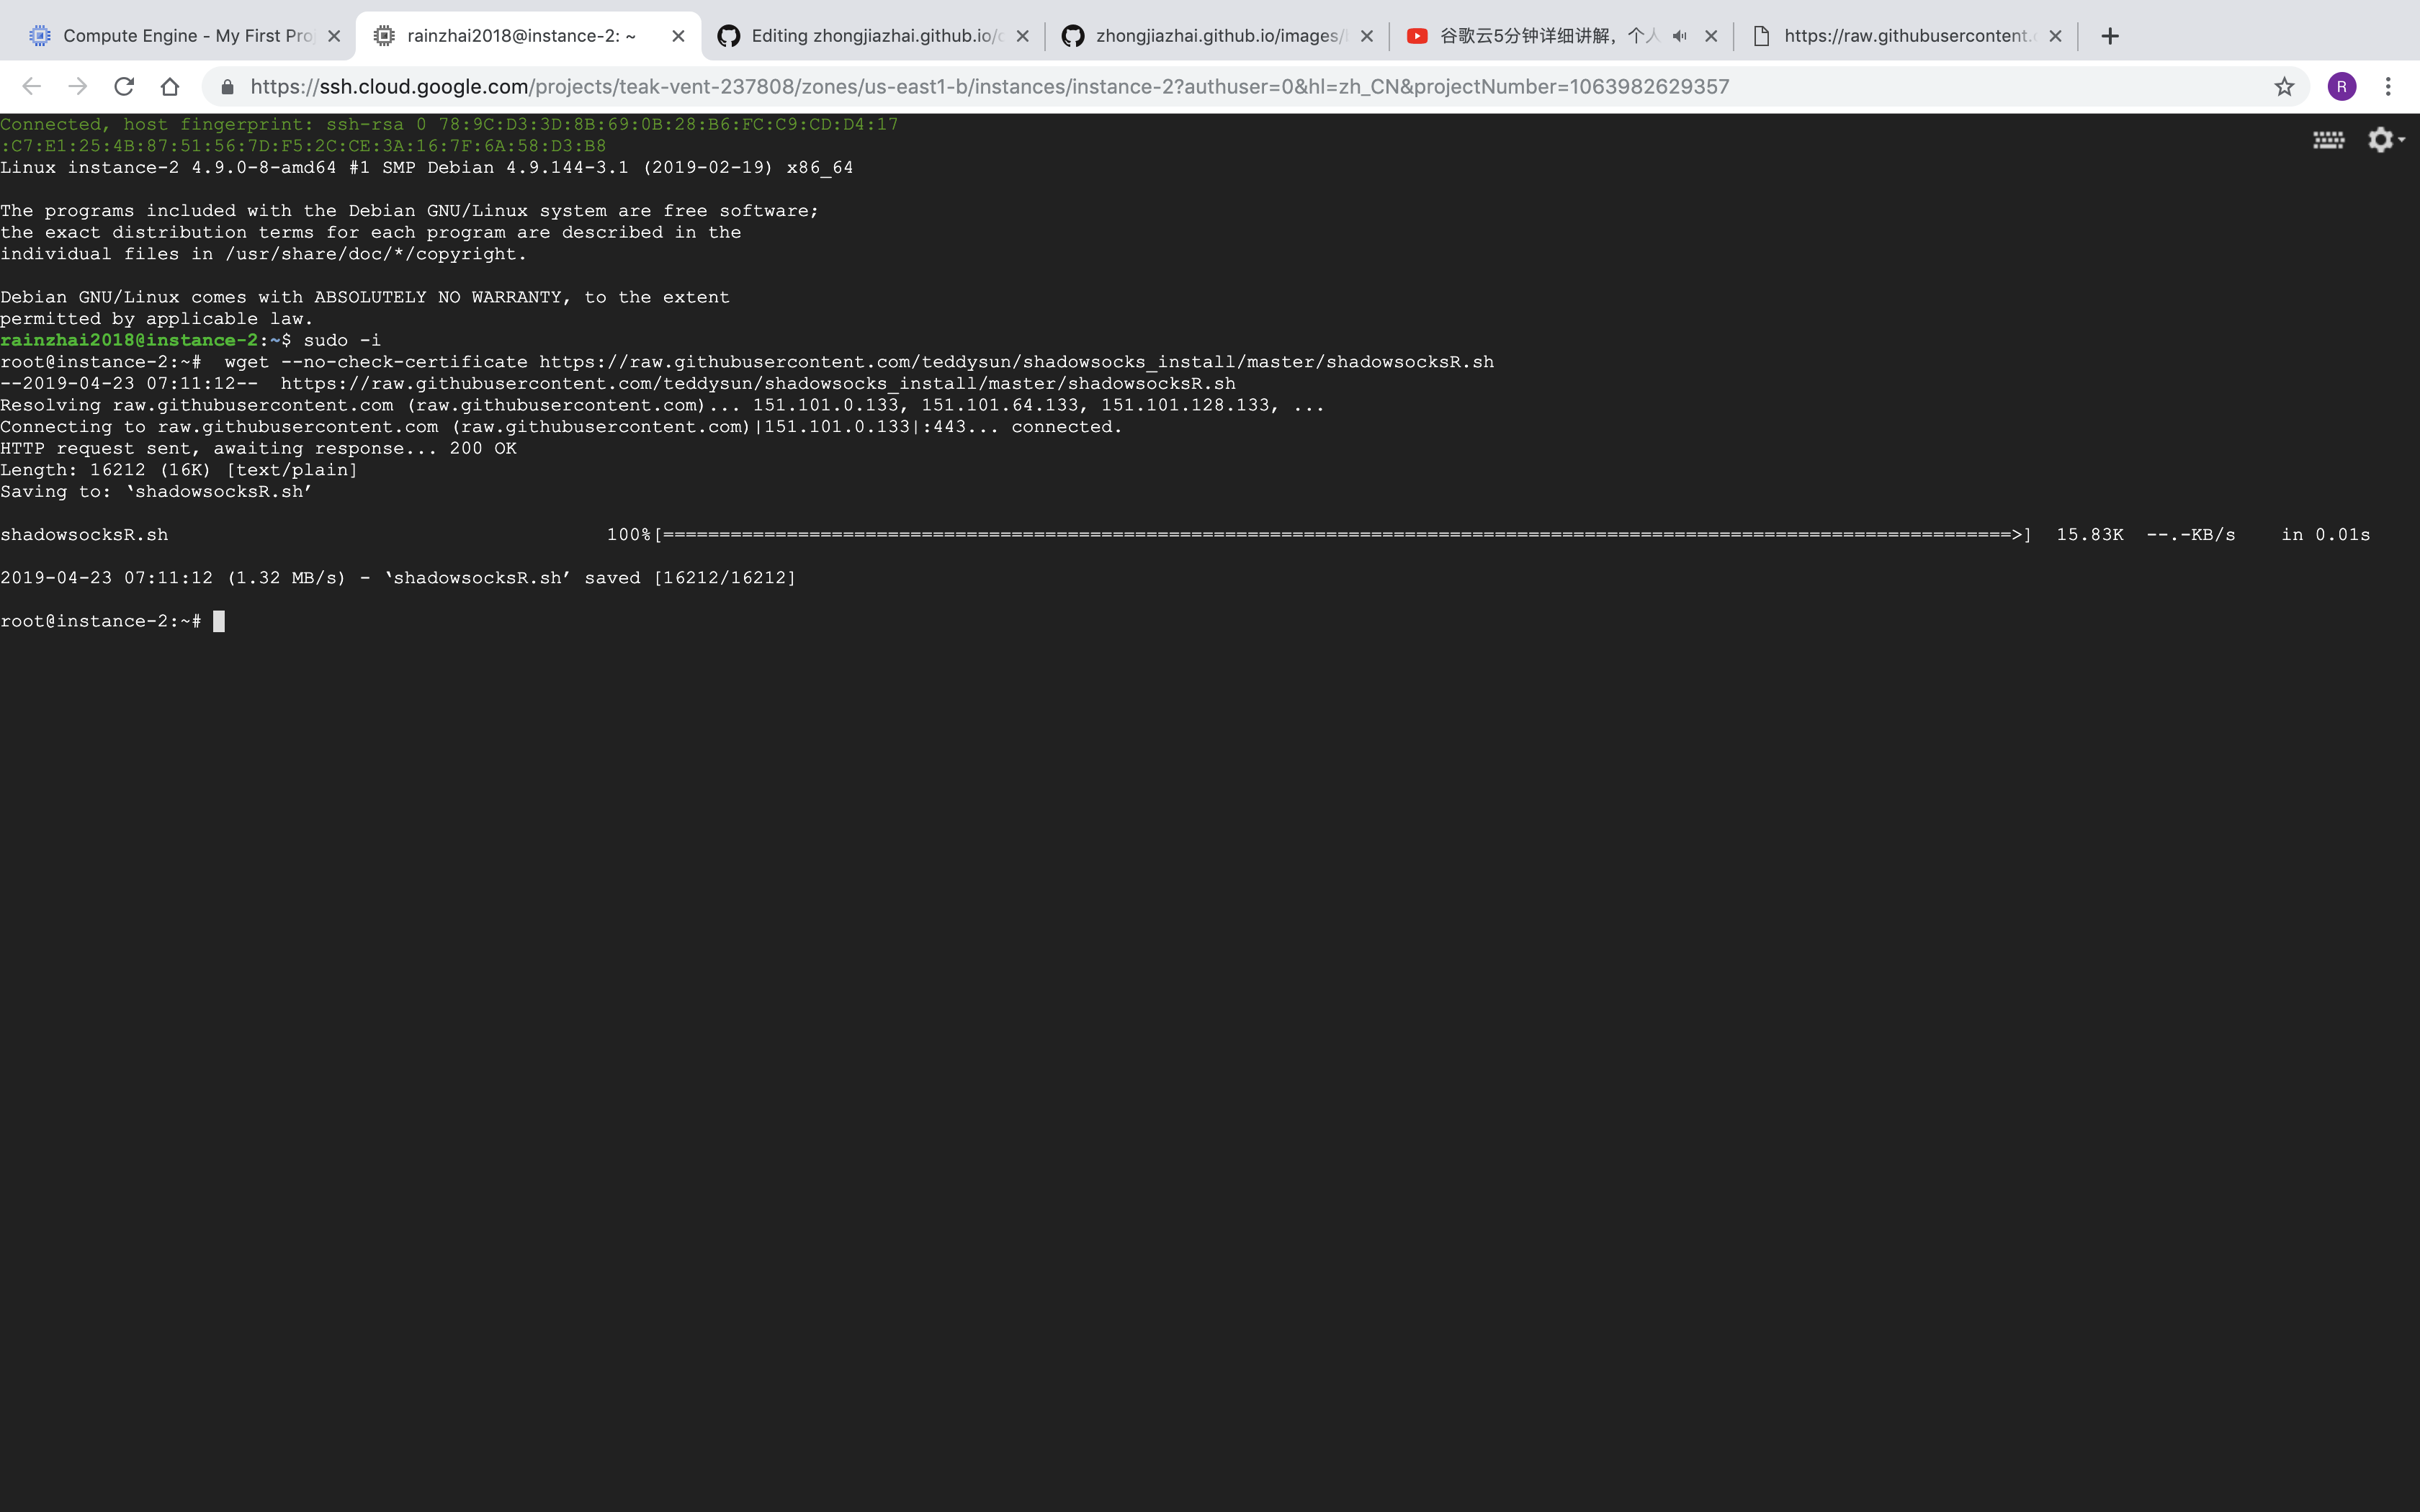 Compute Engine - My First Proj
rainzhai2018@instance-2: ~
Editing zhongjiazhai.github.io/c
zhongjiazhai.github.io/images/
谷歌云5分钟详细讲解，个人
https://raw.githubusercontent.
https://ssh.cloud.google.com/projects/teak-vent-237808/zones/us-east1-b/instances/instance-2?authuser=0&hl=zh_CN&projectNumber=1063982629357
R
Connected, host fingerprint: ssh-rsa 0 78:9C:D3:3D:8B:69:0B:28:B6:FC:C9:CD:D4:17
:C7:E1:25:4B:87:51:56:7D:F5:2C:CE:3A:16:7F:6A:58:D3:B8
Linux instance-2 4.9.0-8-amd64 #1 SMP Debian 4.9.144-3.1 (2019-02-19) x86_64
The programs included with the Debian GNU/Linux system are free software;
the exact distribution terms for each program are described in the
individual files in /usr/share/doc/*/copyright.
Debian GNU/Linux comes with ABSOLUTELY NO WARRANTY, to the extent
permitted by applicable law.
rainzhai2018@instance-2:~$ sudo -i
root@instance-2:~#  wget --no-check-certificate https://raw.githubusercontent.com/teddysun/shadowsocks_install/master/shadowsocksR.sh
--2019-04-23 07:11:12--  https://raw.githubusercontent.com/teddysun/shadowsocks_install/master/shadowsocksR.sh
Resolving raw.githubusercontent.com (raw.githubusercontent.com)... 151.101.0.133, 151.101.64.133, 151.101.128.133, ...
Connecting to raw.githubusercontent.com (raw.githubusercontent.com)|151.101.0.133|:443... connected.
HTTP request sent, awaiting response... 200 OK
Length: 16212 (16K) [text/plain]
Saving to: ‘shadowsocksR.sh’
shadowsocksR.sh 100%[========================================================================================================================>] 15.83K --.-KB/s in 0.01s
2019-04-23 07:11:12 (1.32 MB/s) - ‘shadowsocksR.sh’ saved [16212/16212]
root@instance-2:~#